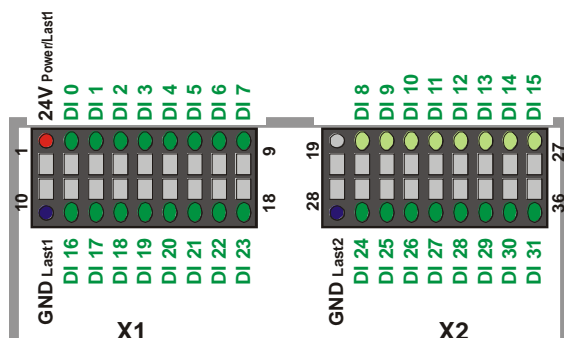 24V Power/Last1
DI 0
DI 1
DI 2
DI 3
DI 4
DI 5
DI 6
DI 7
DI 8
DI 9
DI 10
DI 11
DI 12
DI 13
DI 14
DI 15
1
9
19
27
10
18
28
36
GND Last1
DI 16
DI 17
DI 18
DI 19
DI 20
DI 21
DI 22
DI 23
GND Last2
DI 24
DI 25
DI 26
DI 27
DI 28
DI 29
DI 30
DI 31
X1
X2